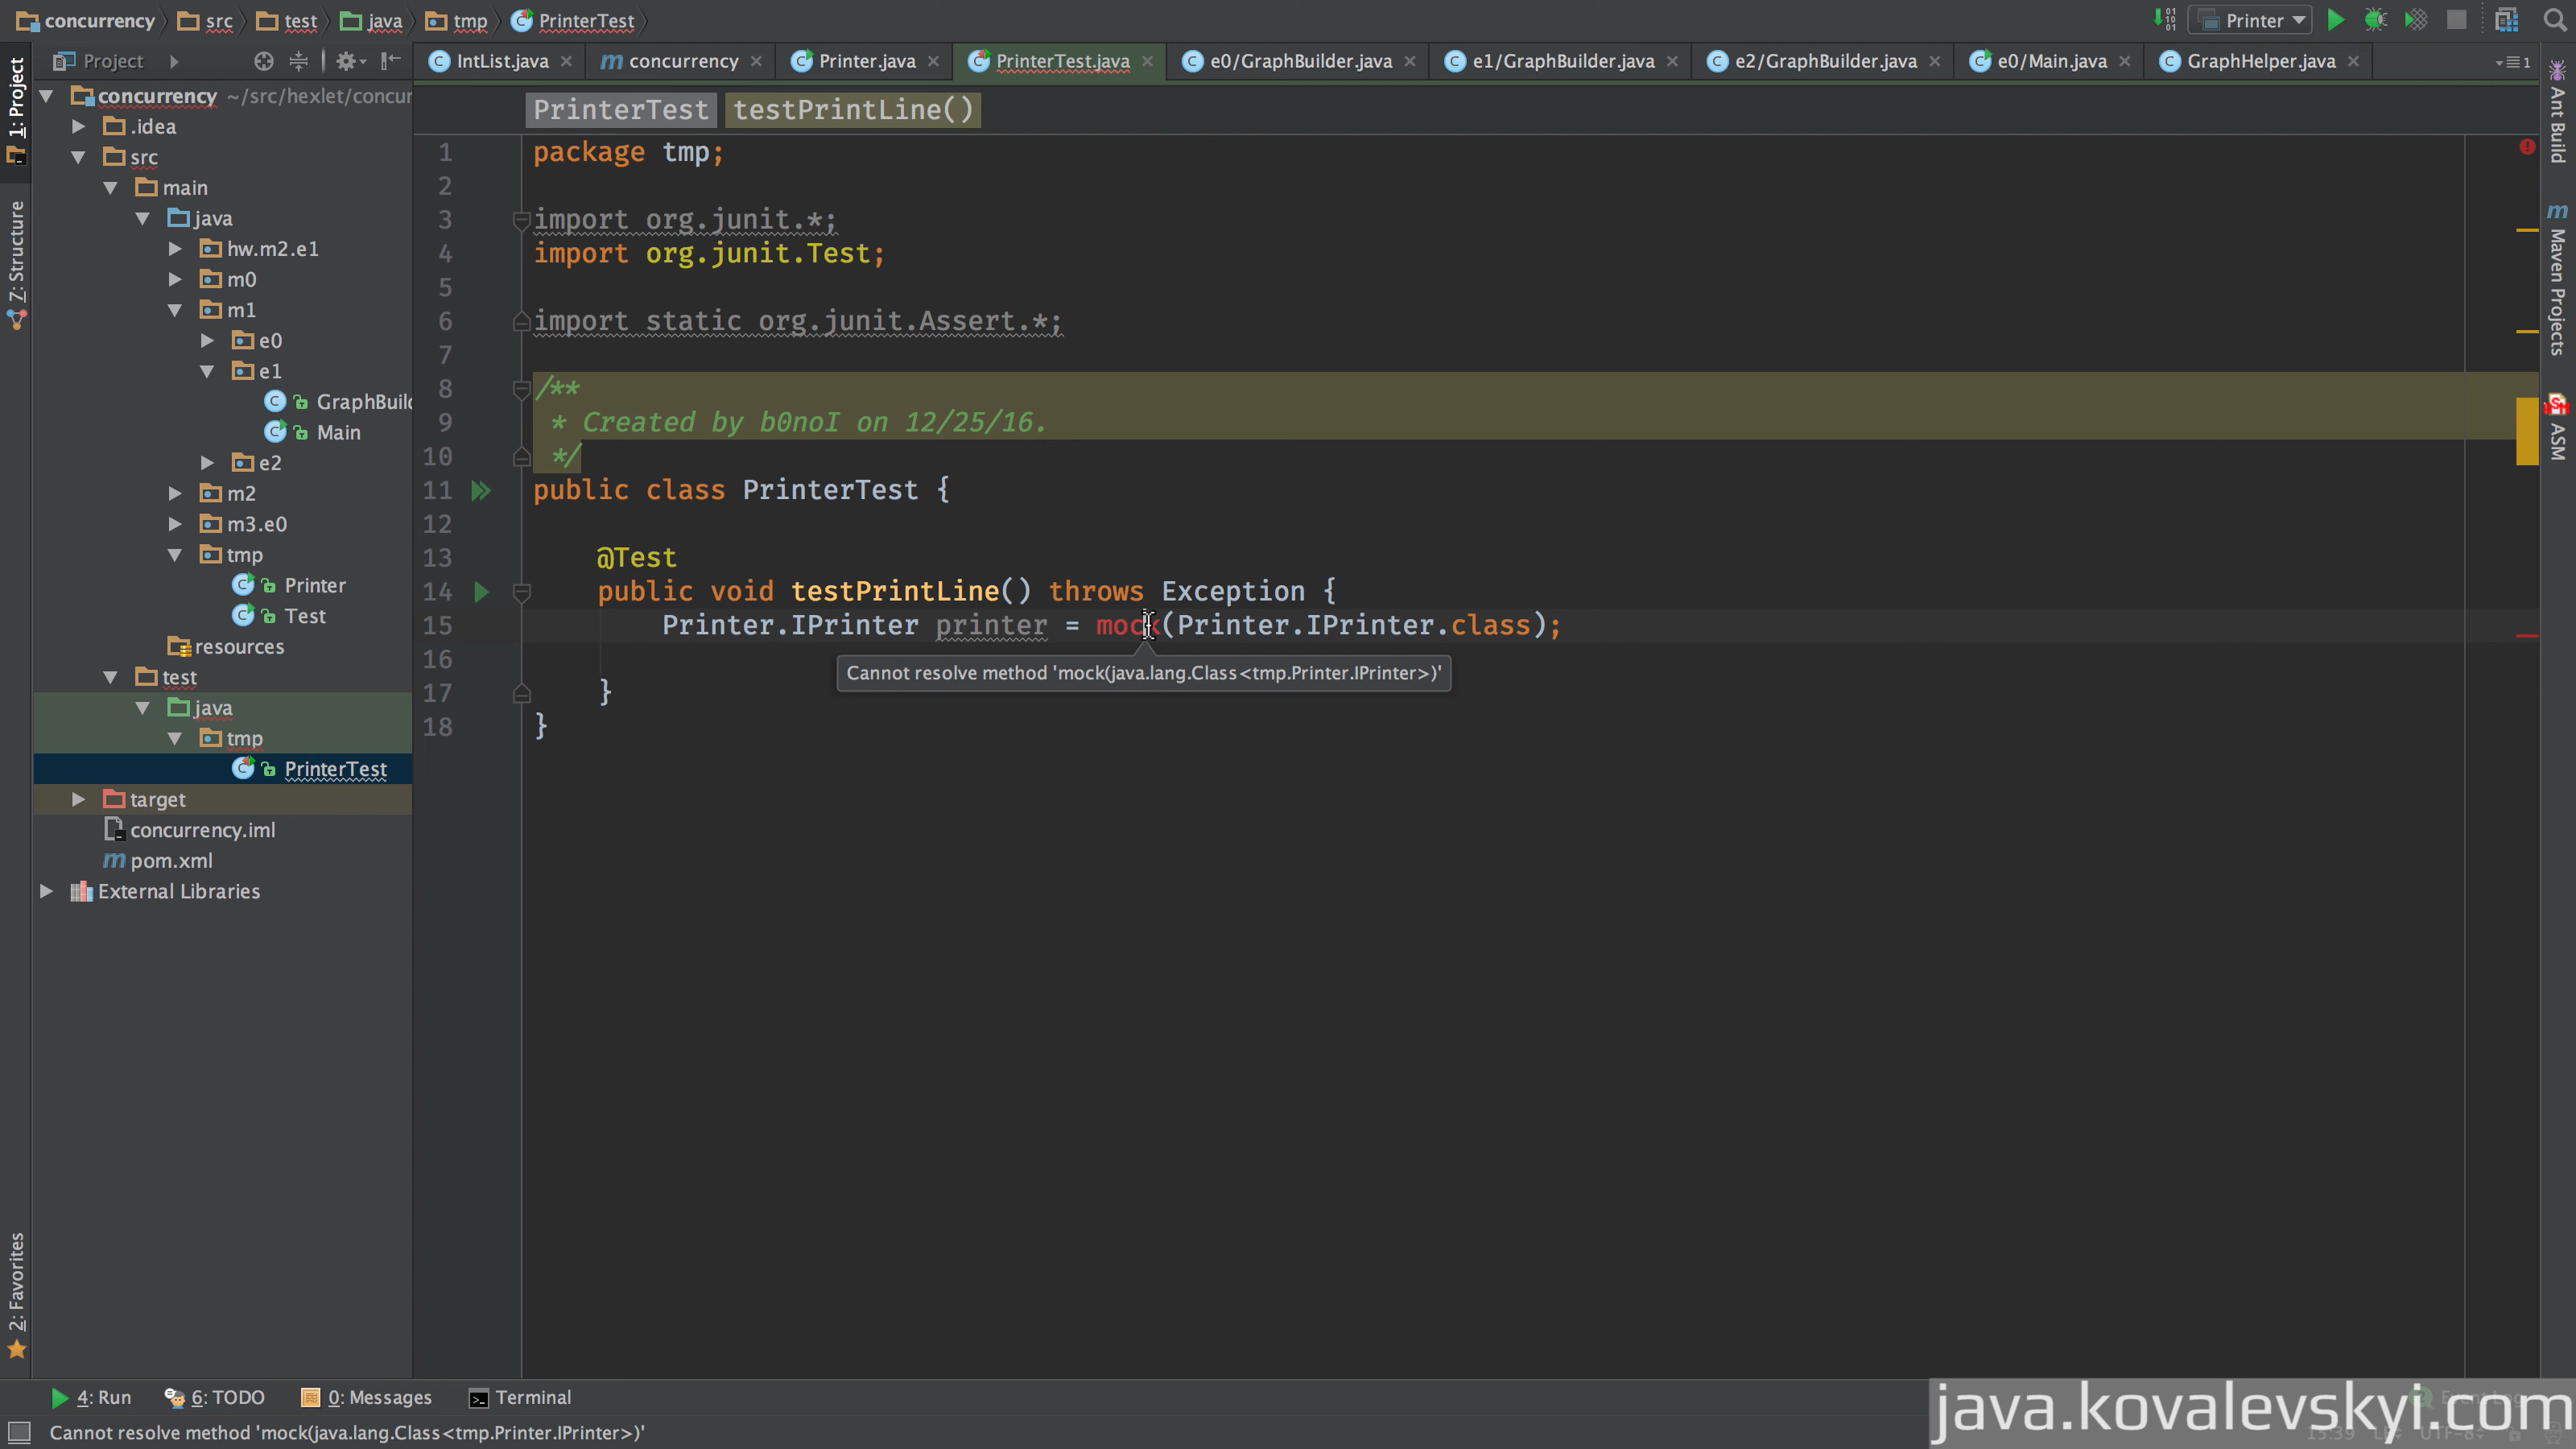 concurrency src test java tmp PrinterTest
Printer
1: Project
Z: Structure
2: Favorites
Project
IntList.java
concurrency
Printer.java
PrinterTest.java
e0/GraphBuilder.java
e1/GraphBuilder.java
e2/GraphBuilder.java
e0/Main.java
GraphHelper.java
1
concurrency ~/src/hexlet/concur
.idea
src
main
java
hw.m2.e1
m0
m1
e0
e1
GraphBuild
Main
e2
m2
m3.e0
tmp
Printer
Test
resources
test
java
tmp
PrinterTest
target
concurrency.iml
pom.xml
External Libraries
PrinterTest testPrintLine()
1 package tmp;
2
3 import org.junit.*;
4 import org.junit.Test;
5
6 import static org.junit.Assert.*;
7
8 /**
9 * Created by b0noI on 12/25/16.
10 */
11 public class PrinterTest {
12
13 @Test
14 public void testPrintLine() throws Exception {
15 Printer.IPrinter printer = mock(Printer.IPrinter.class);
16
Cannot resolve method 'mock(java.lang.Class<tmp.Printer.IPrinter>)'
17 }
18 }
Ant Build
Maven Projects
ASM
4: Run
6: TODO
0: Messages
Terminal
Event Log
Cannot resolve method 'mock(java.lang.Class<tmp.Printer.IPrinter>)'
java.kovalevskyi.com
15:39
UTF-8